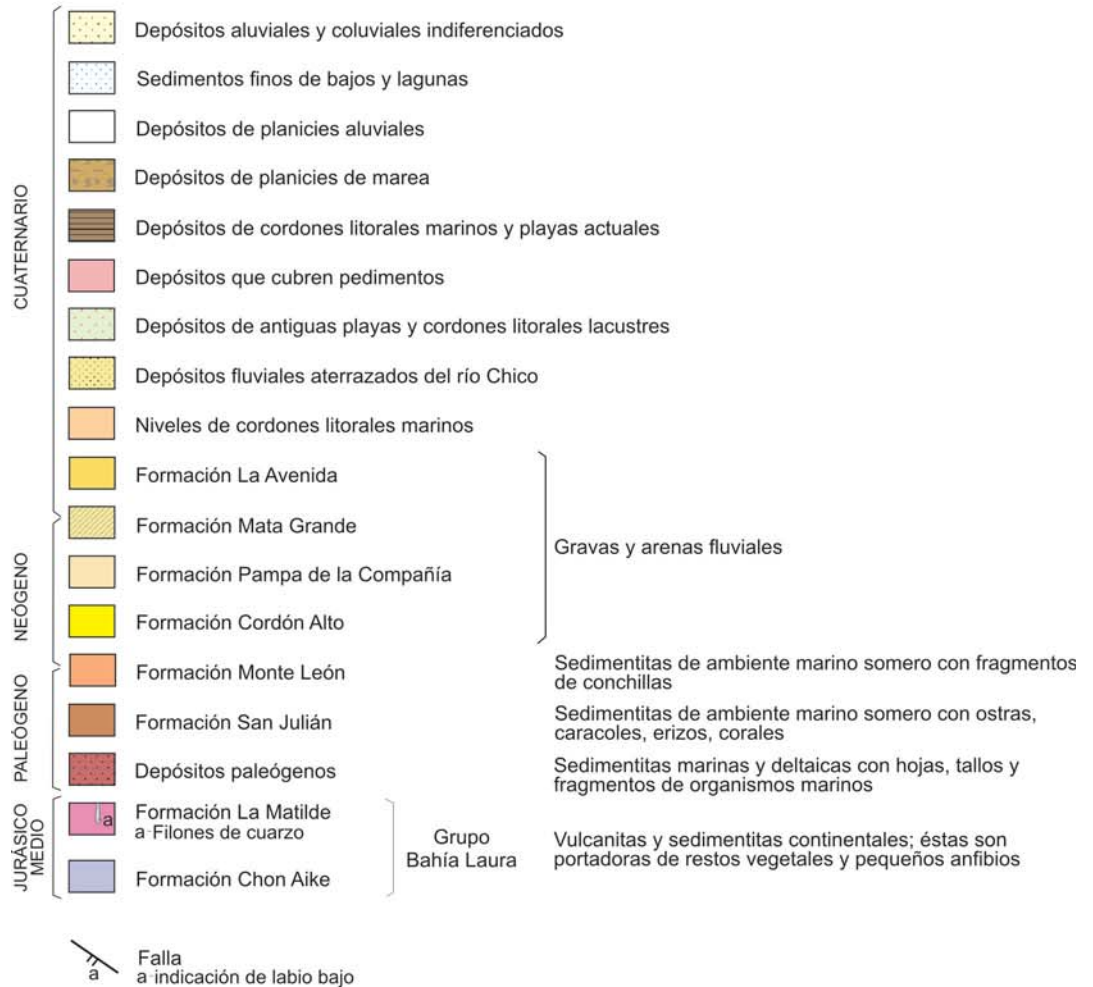 CUATERNARIO
Depósitos aluviales y coluviales indiferenciados
Sedimentos finos de bajos y lagunas
Depósitos de planicies aluviales
Depósitos de planicies de marea
Depósitos de cordones litorales marinos y playas actuales
Depósitos que cubren pedimentos
Depósitos de antiguas playas y cordones litorales lacustres
Depósitos fluviales aterrazados del río Chico
Niveles de cordones litorales marinos
Formación La Avenida
NEÓGENO
Formación Mata Grande
Formación Pampa de la Compañía
Formación Cordón Alto
Gravas y arenas fluviales
PALEÓGENO
Formación Monte León
Sedimentitas de ambiente marino somero con fragmentos
de conchillas
Formación San Julián
Sedimentitas de ambiente marino somero con ostras,
caracoles, erizos, corales
Depósitos paleógenos
Sedimentitas marinas y deltaicas con hojas, tallos y
fragmentos de organismos marinos
JURÁSICO
MEDIO
a
Formación La Matilde
a-Filones de cuarzo
Formación Chon Aike
Grupo
Bahía Laura
Vulcanitas y sedimentitas continentales; éstas son
portadoras de restos vegetales y pequeños anfibios
a
Falla
a-indicación de labio bajo